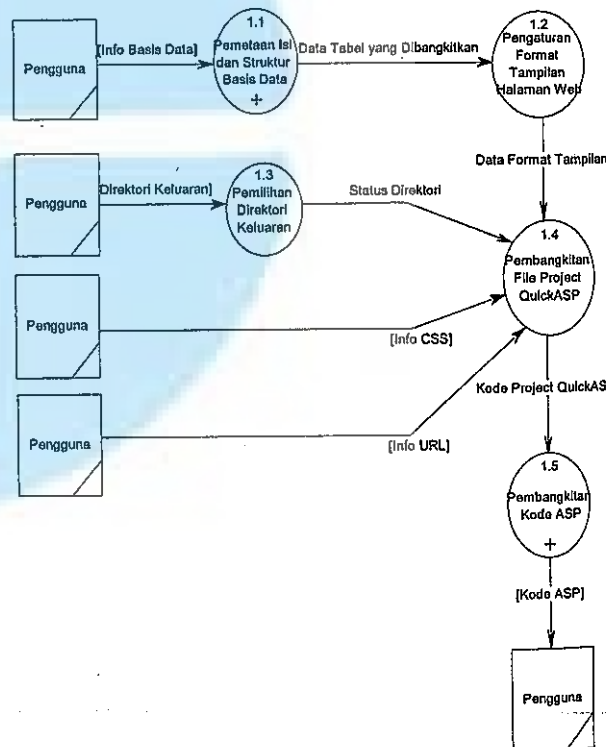 1.1
Pemetaan Isi
dan Struktur
Basis Data
+
Pengguna
[Info Basis Data]
Data Tabel yang Dibangkitkan
1.2
Pengaturan
Format
Tampilan
Halaman Web
Data Format Tampilan
Pengguna
Direktori Keluaran]
1.3
Pemilihan
Direktori
Keluaran
Status Direktori
1.4
Pembangkitan
File Project
QuickASP
Pengguna
[Info CSS]
Pengguna
[Info URL]
Kode Project QuickAS
1.5
Pembangkitan
Kode ASP
+
[Kode ASP]
Pengguna